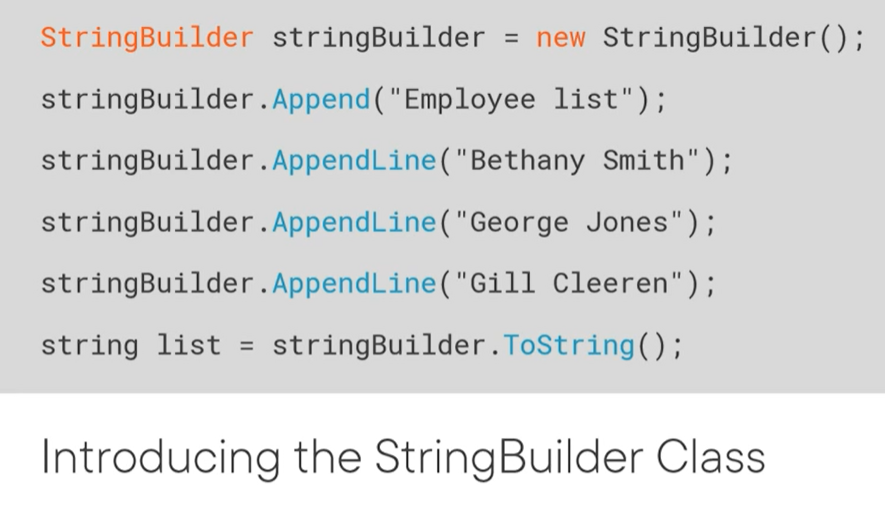 StringBuilder stringBuilder = new StringBuilder();
stringBuilder.Append("Employee list");
stringBuilder.AppendLine("Bethany Smith");
stringBuilder.AppendLine("George Jones");
stringBuilder.AppendLine("Gill Cleeren");
string list = stringBuilder.ToString();
Introducing the StringBuilder Class